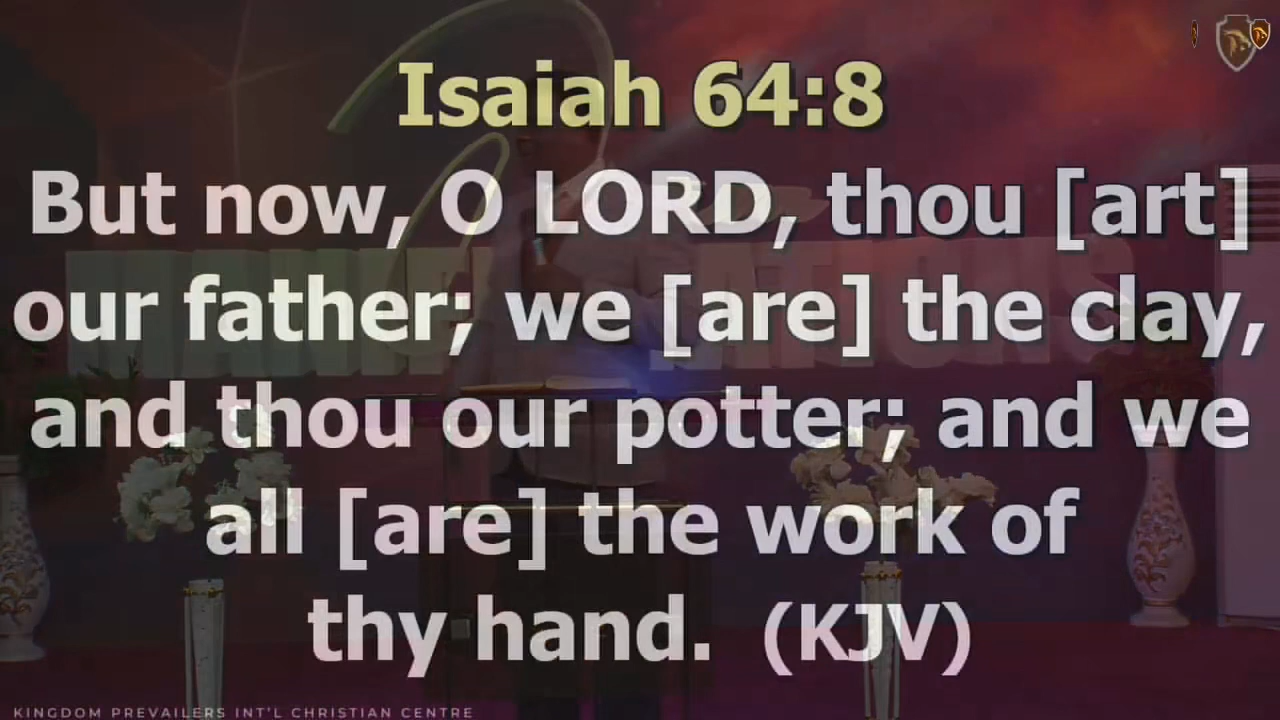 Isaiah 64:8
But now, O LORD, thou [art]
our father; we [are] the clay,
and thou our potter; and we
all [are] the work of
thy hand. (KJV)
KINGDOM PREVAILERS INT'L CHRISTIAN CENTRE